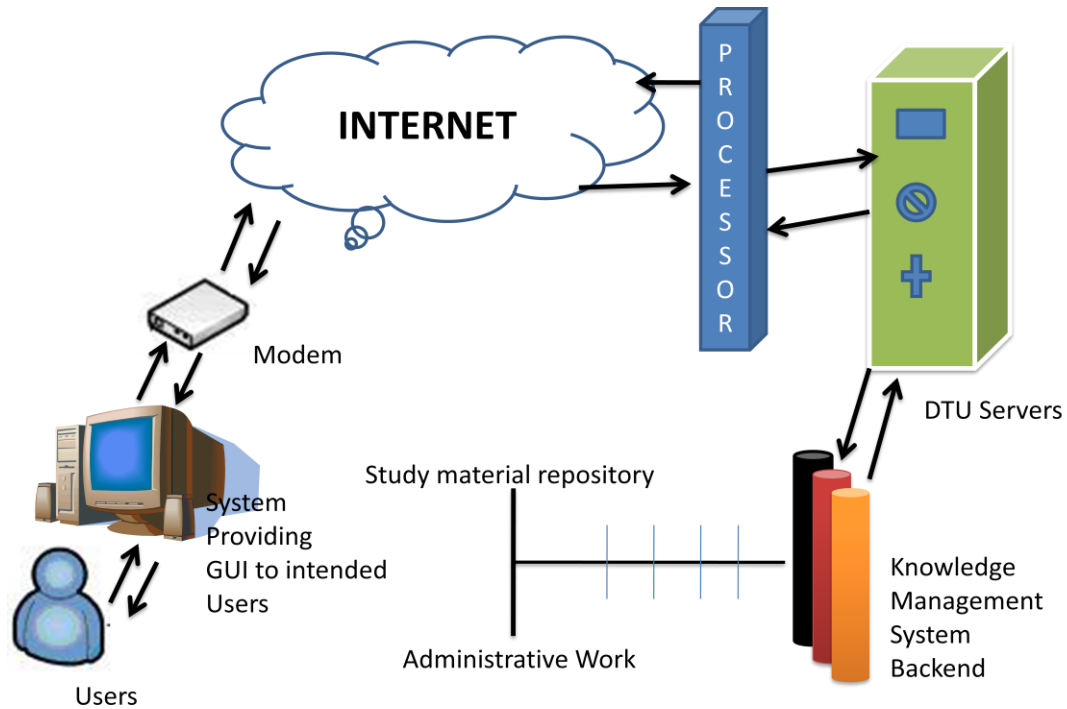 INTERNET
PROCESSOR
Modem
DTU Servers
Study material repository
System
Providing
GUI to intended
Users
Knowledge
Management
System
Backend
Administrative Work
Users